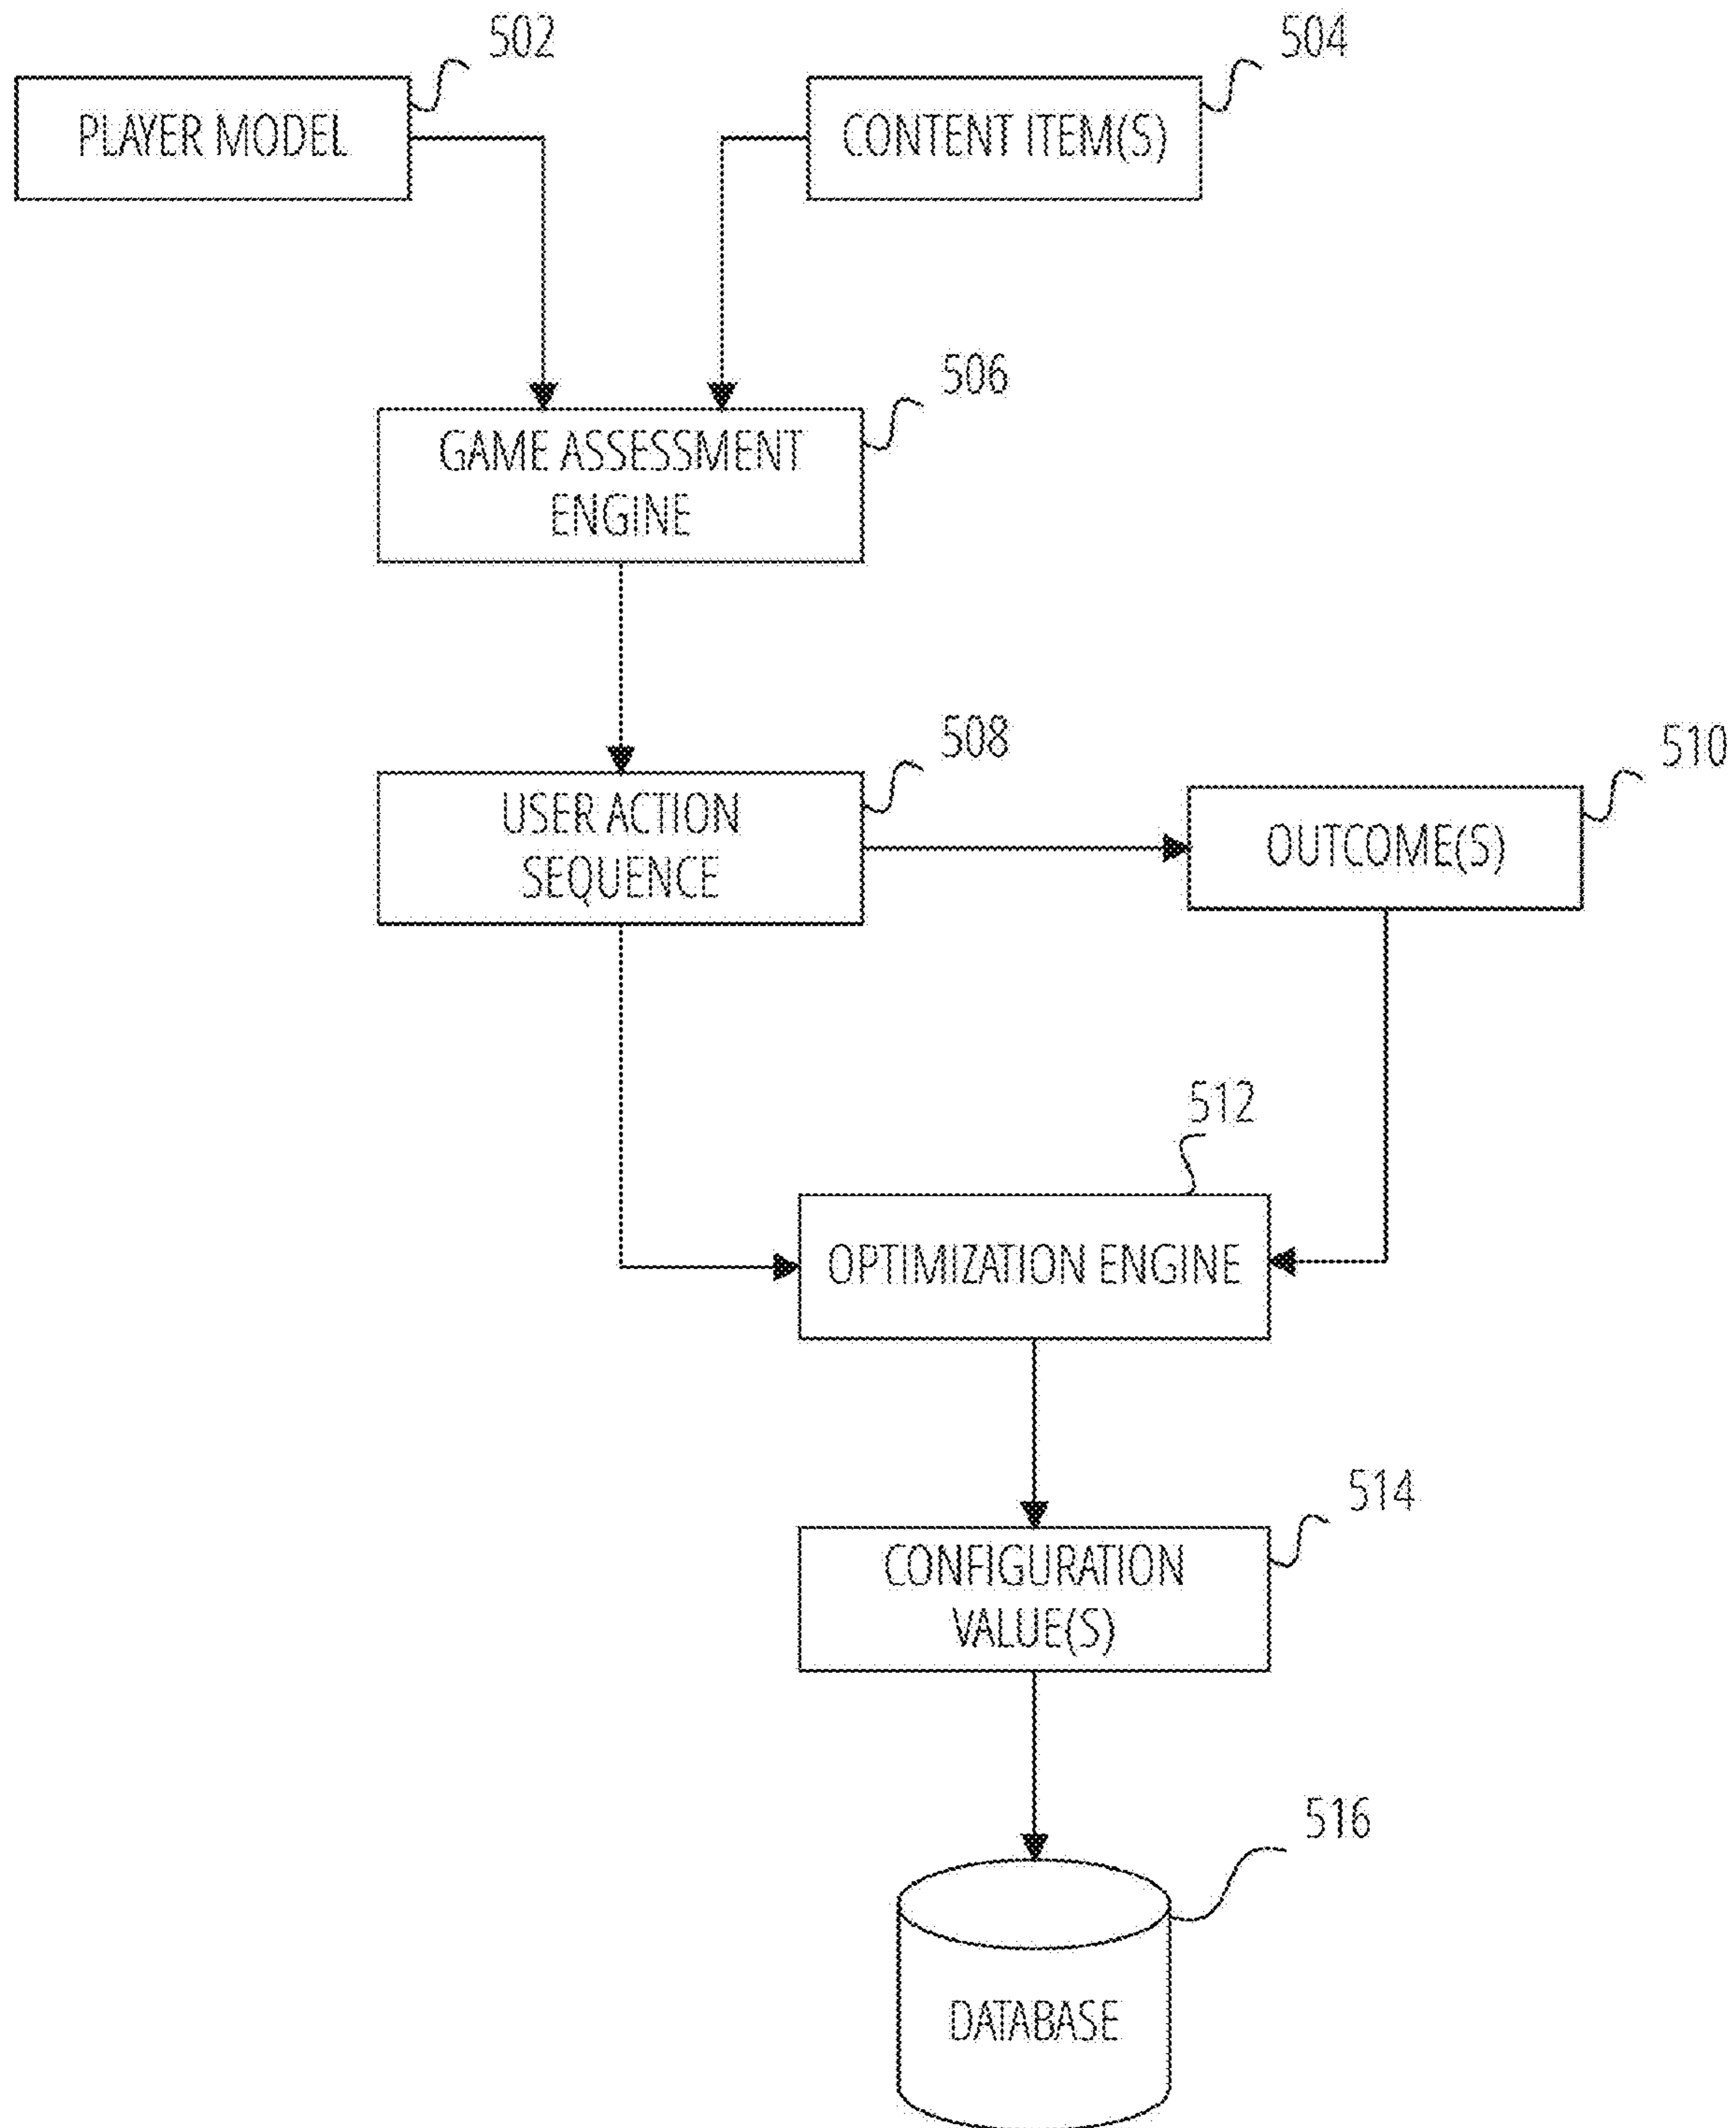 502
504
PLAYER MODEL
CONTENT ITEM(S)
506
GAME ASSESSMENT
ENGINE
508
510
USER ACTION
SEQUENCE
OUTCOME(S)
512
OPTIMIZATION ENGINE
514
CONFIGURATION
VALUE(S)
516
DATABASE